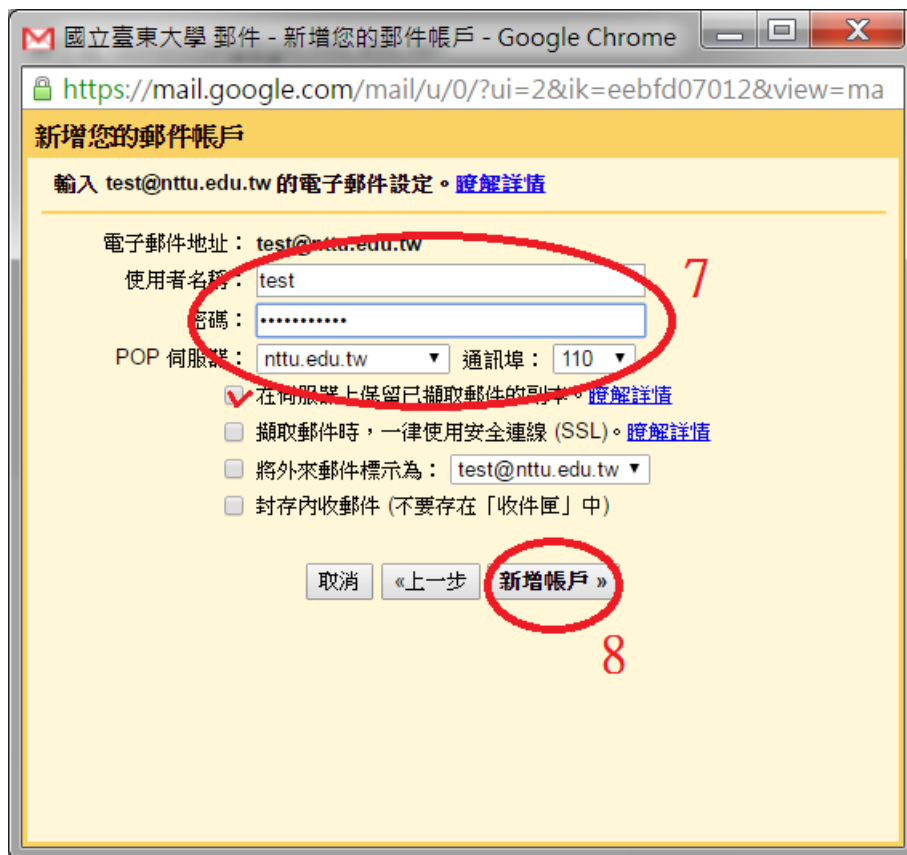 國立臺東大學 郵件 - 新增您的郵件帳戶 - Google Chrome
https://mail.google.com/mail/u/0/?ui=2&ik=eebfd07012&view=ma
新增您的郵件帳戶
輸入 test@nttu.edu.tw 的電子郵件設定。瞭解詳情
電子郵件地址： test@nttu.edu.tw
使用者名稱： test
7
密碼： •••••••••••
POP 伺服器： nttu.edu.tw 通訊埠： 110
在伺服器上保留已擷取郵件的副本。瞭解詳情
擷取郵件時，一律使用安全連線 (SSL)。瞭解詳情
將外來郵件標示為： test@nttu.edu.tw
封存內收郵件 (不要存在「收件匣」中)
取消 «上一步 新增帳戶 »
8